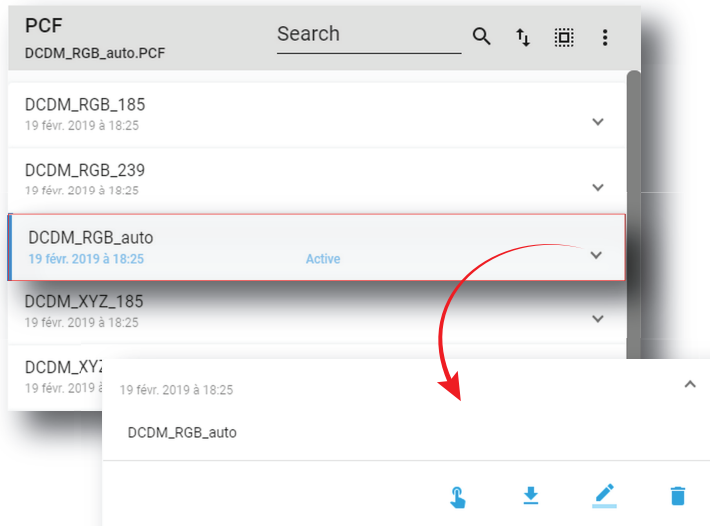 PCF
DCDM_RGB_auto.PCF
Search
DCDM_RGB_185
19 févr. 2019 à 18:25
DCDM_RGB_239
19 févr. 2019 à 18:25
DCDM_RGB_auto
19 févr. 2019 à 18:25 Active
DCDM_XYZ_185
19 févr. 2019 à 18:25
DCDM_XYZ
19 févr. 2019 à
19 févr. 2019 à 18:25
DCDM_RGB_auto